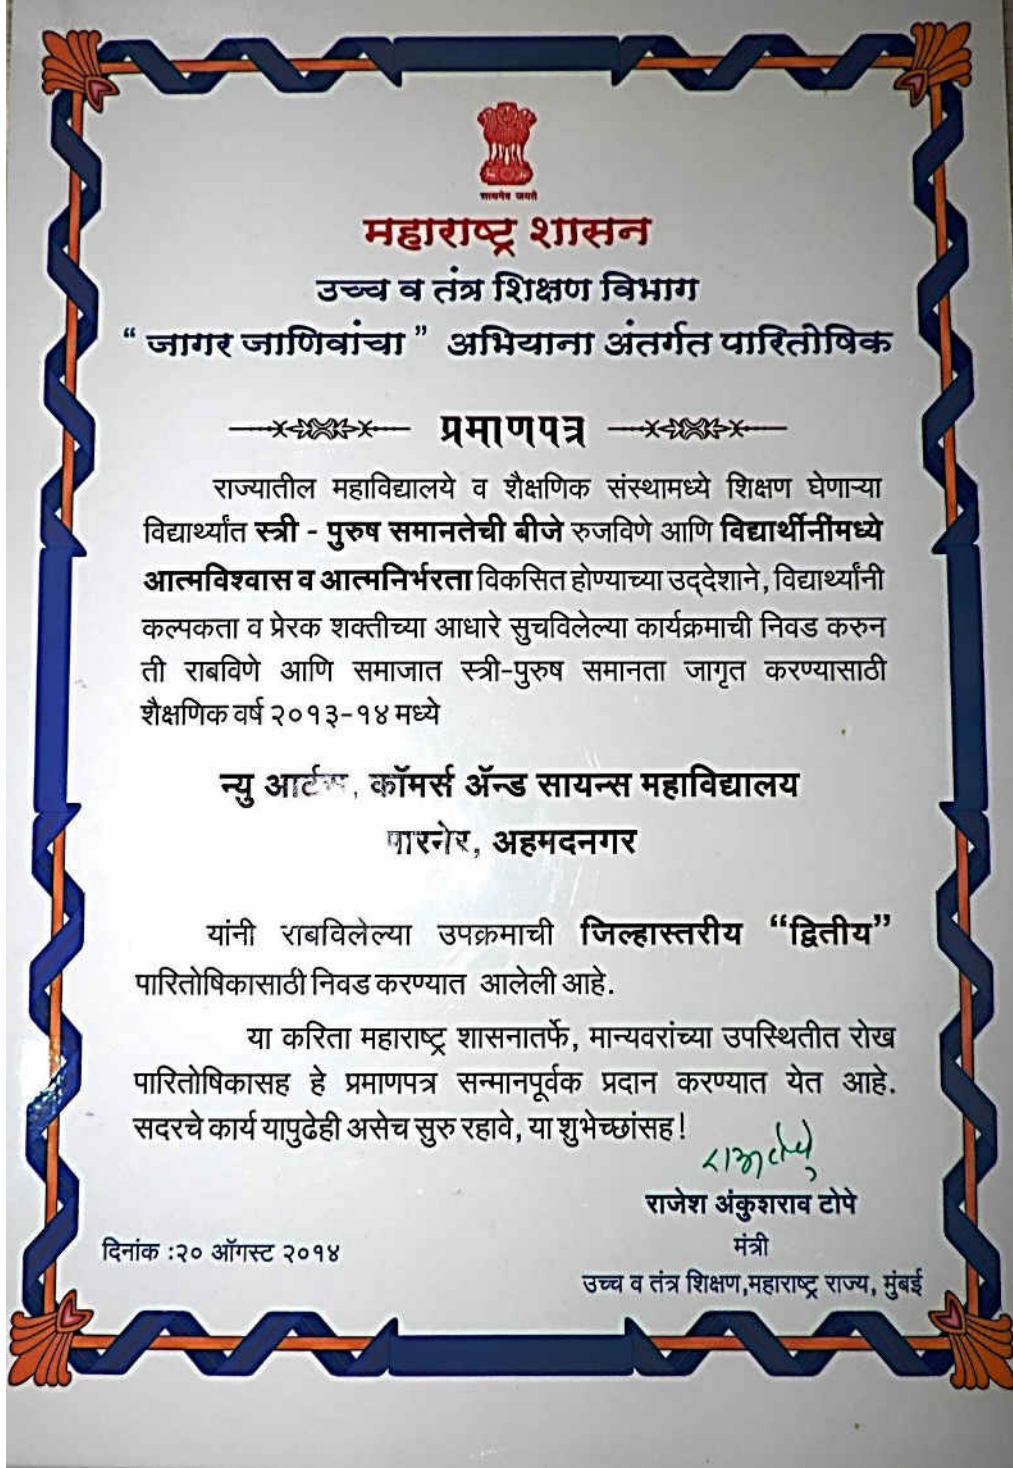 सत्यमेव जयते
महाराष्ट्र शासन
उच्च व तंत्र शिक्षण विभाग
“ जागर जाणिवांचा ” अभियाना अंतर्गत पारितोषिक
प्रमाणपत्र
राज्यातील महाविद्यालये व शैक्षणिक संस्थामध्ये शिक्षण घेणाऱ्या
विद्यार्थ्यांत स्त्री - पुरुष समानतेची बीजे रुजविणे आणि विद्यार्थीनींमध्ये
आत्मविश्वास व आत्मनिर्भरता विकसित होण्याच्या उद्देशाने, विद्यार्थ्यांनी
कल्पकता व प्रेरक शक्तीच्या आधारे सुचविलेल्या कार्यक्रमाची निवड करुन
ती राबविणे आणि समाजात स्त्री-पुरुष समानता जागृत करण्यासाठी
शैक्षणिक वर्ष २०१३-१४ मध्ये
न्यु आर्टस, कॉमर्स ॲन्ड सायन्स महाविद्यालय
पारनेर, अहमदनगर
यांनी राबविलेल्या उपक्रमाची जिल्हास्तरीय “द्वितीय”
पारितोषिकासाठी निवड करण्यात आलेली आहे.
या करिता महाराष्ट्र शासनातर्फे, मान्यवरांच्या उपस्थितीत रोख
पारितोषिकासह हे प्रमाणपत्र सन्मानपूर्वक प्रदान करण्यात येत आहे.
सदरचे कार्य यापुढेही असेच सुरु रहावे, या शुभेच्छांसह!
राजेश अंकुशराव टोपे
दिनांक :२० ऑगस्ट २०१४
मंत्री
उच्च व तंत्र शिक्षण,महाराष्ट्र राज्य, मुंबई